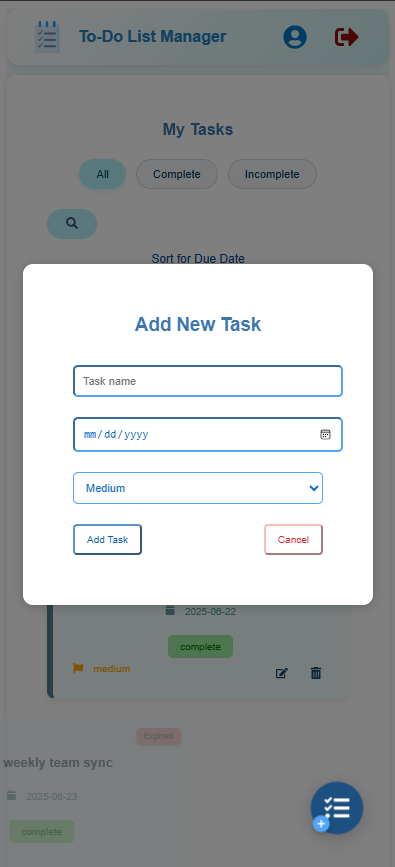 To-Do List Manager
My Tasks
All Complete Incomplete
Sort for Due Date
Add New Task
Task name
mm/dd/yyyy
Medium
Add Task Cancel
2025-06-22
complete
medium
Expired
weekly team sync
2025-06-23
complete